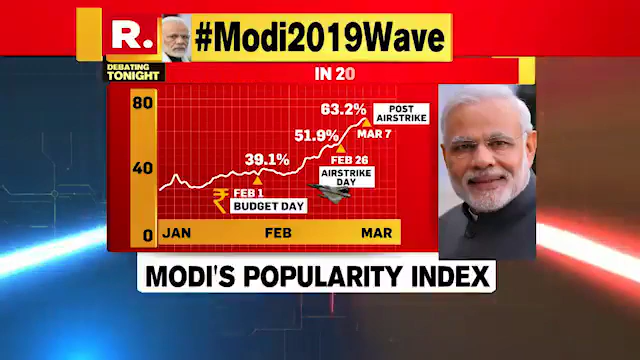 R.
#Modi2019Wave
DEBATING
TONIGHT
IN 20
80
40
0
63.2%
POST
AIRSTRIKE
MAR 7
51.9%
FEB 26
AIRSTRIKE
DAY
39.1%
₹
FEB 1
BUDGET DAY
JAN
FEB
MAR
MODI'S POPULARITY INDEX